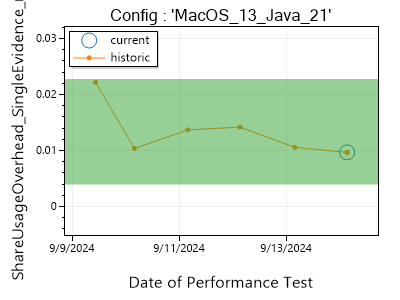 Config : 'MacOS_13_Java_21'
ShareUsageOverhead_SingleEvidence_
current
historic
0.03
0.02
0.01
0
9/9/2024
9/11/2024
9/13/2024
Date of Performance Test